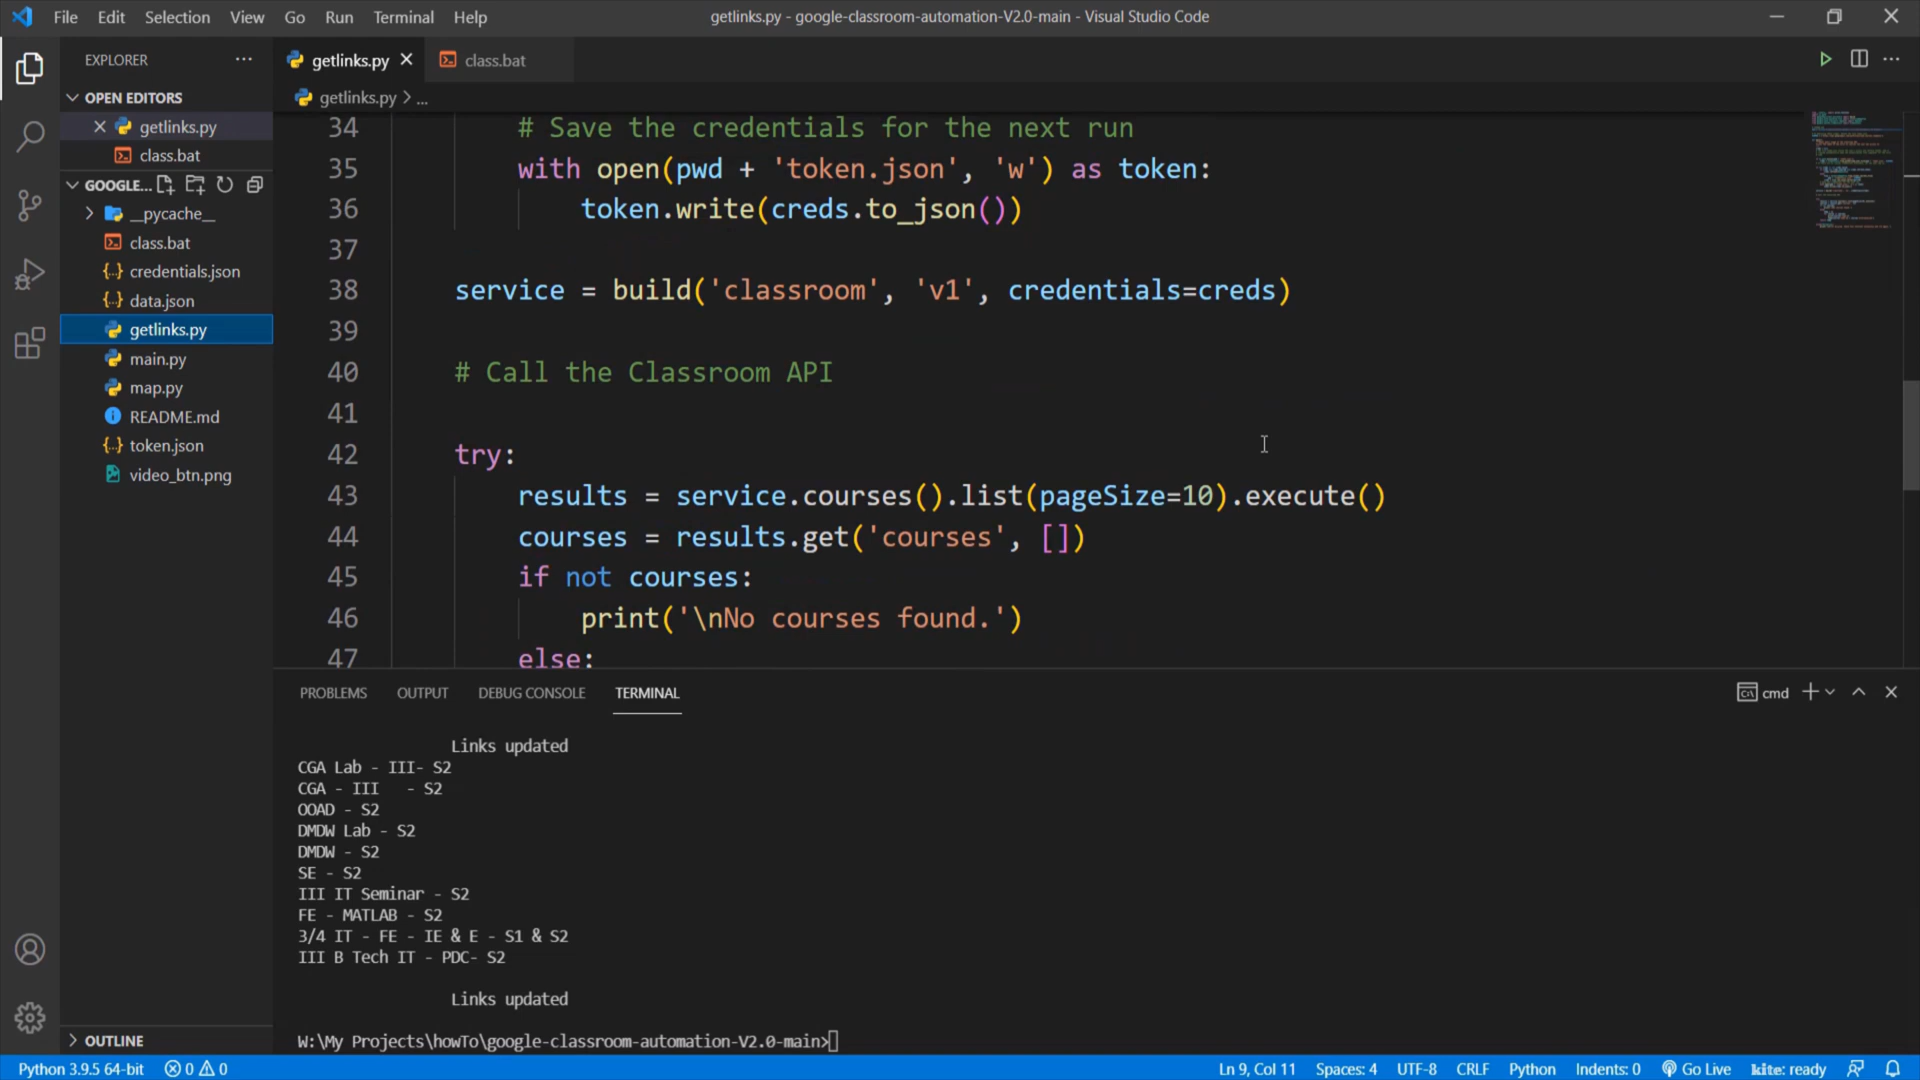 File Edit Selection View Go Run Terminal Help
getlinks.py - google-classroom-automation-V2.0-main - Visual Studio Code
EXPLORER
OPEN EDITORS
getlinks.py
class.bat
GOOGLE...
__pycache__
class.bat
credentials.json
data.json
getlinks.py
main.py
map.py
README.md
token.json
video_btn.png
OUTLINE
getlinks.py
class.bat
getlinks.py > ...
34 # Save the credentials for the next run
35 with open(pwd + 'token.json', 'w') as token:
36 token.write(creds.to_json())
37
38 service = build('classroom', 'v1', credentials=creds)
39
40 # Call the Classroom API
41
42 try:
43 results = service.courses().list(pageSize=10).execute()
44 courses = results.get('courses', [])
45 if not courses:
46 print('\nNo courses found.')
47 else:
PROBLEMS OUTPUT DEBUG CONSOLE TERMINAL
cmd
Links updated
CGA Lab - III- S2
CGA - III   - S2
OOAD - S2
DMDW Lab - S2
DMDW - S2
SE - S2
III IT Seminar - S2
FE - MATLAB - S2
3/4 IT - FE - IE & E - S1 & S2
III B Tech IT - PDC- S2
Links updated
W:\My Projects\howTo\google-classroom-automation-V2.0-main>
Python 3.9.5 64-bit 0 0 Ln 9, Col 11 Spaces: 4 UTF-8 CRLF Python Indents: 0 Go Live kite: ready